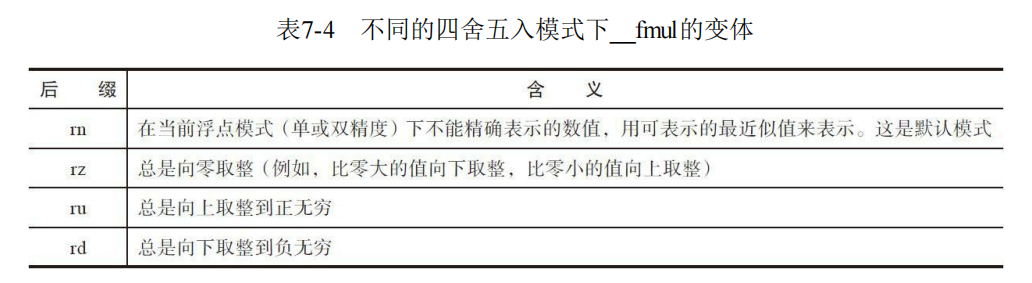 表7-4 不同的四舍五入模式下__fmul的变体
后 缀 含 义
rn 在当前浮点模式（单或双精度）下不能精确表示的数值，用可表示的最近似值来表示。这是默认模式
rz 总是向零取整（例如，比零大的值向下取整，比零小的值向上取整）
ru 总是向上取整到正无穷
rd 总是向下取整到负无穷